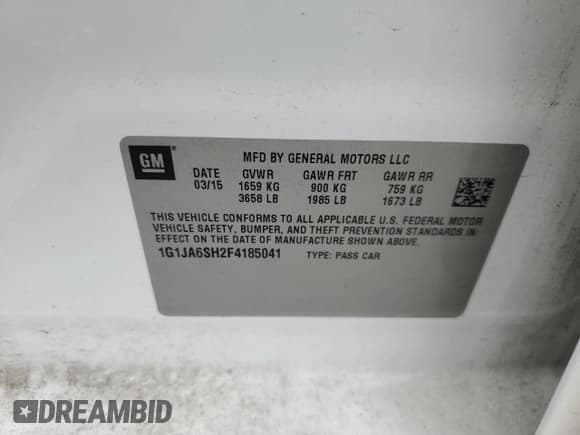 GM
MFD BY GENERAL MOTORS LLC
DATE GVWR GAWR FRT GAWR RR
03/15 1659 KG 900 KG 759 KG
3658 LB 1985 LB 1673 LB
THIS VEHICLE CONFORMS TO ALL APPLICABLE U.S. FEDERAL MOTOR
VEHICLE SAFETY, BUMPER, AND THEFT PREVENTION STANDARDS
IN EFFECT ON THE DATE OF MANUFACTURE SHOWN ABOVE.
1G1JA6SH2F4185041 TYPE: PASS CAR
DREAMBID